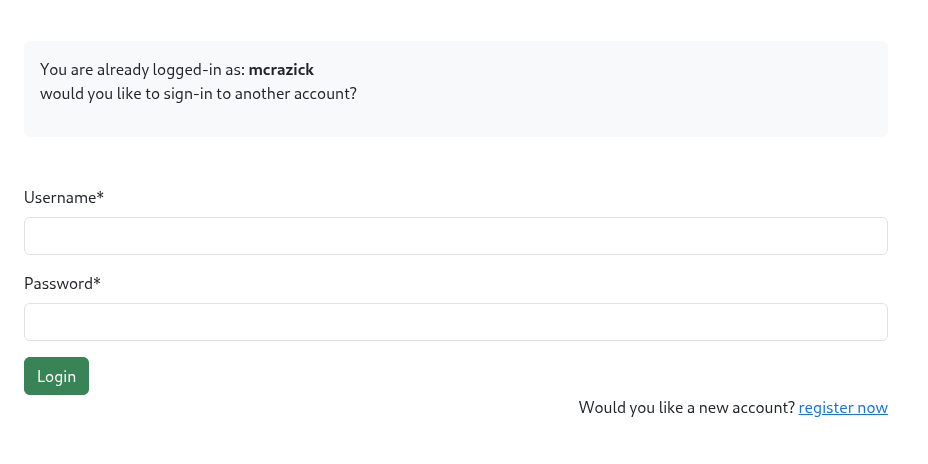 You are already logged-in as: mcrazick
would you like to sign-in to another account?
Username*
Password*
Login
Would you like a new account? register now